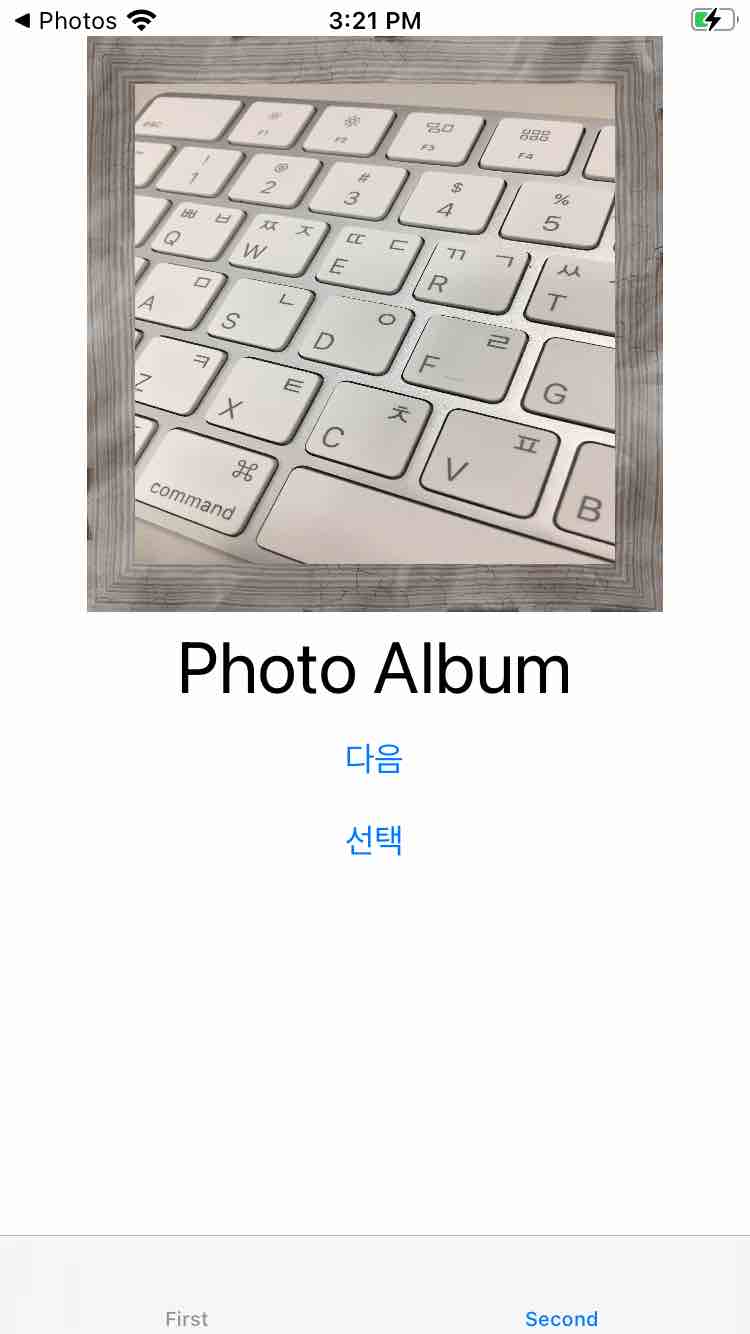 ◀ Photos
3:21 PM
esc F1 F2 F3 F4
! 1 @ 2 # 3 $ 4 % 5
ㅃ ㅂ Q ㅉ ㅈ W ㄸ ㄷ E ㄲ ㄱ R ㅆ T
ㅁ A ㄴ S ㅇ D ㄹ F G
ㅋ Z ㅌ X ㅊ C ㅍ V B
⌘ command
Photo Album
다음
선택
First
Second